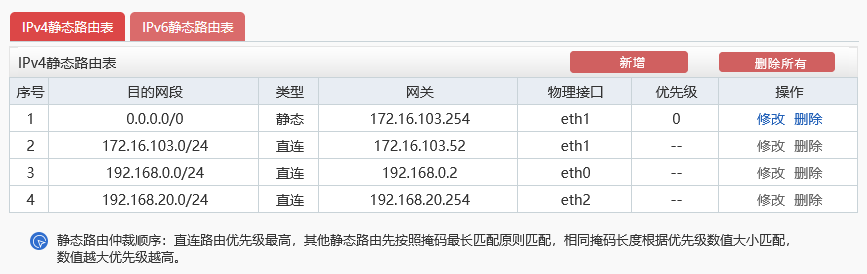 IPv4静态路由表 IPv6静态路由表
IPv4静态路由表 新增 删除所有
序号 目的网段 类型 网关 物理接口 优先级 操作
1 0.0.0.0/0 静态 172.16.103.254 eth1 0 修改 删除
2 172.16.103.0/24 直连 172.16.103.52 eth1 -- 修改 删除
3 192.168.0.0/24 直连 192.168.0.2 eth0 -- 修改 删除
4 192.168.20.0/24 直连 192.168.20.254 eth2 -- 修改 删除
静态路由仲裁顺序：直连路由优先级最高，其他静态路由先按照掩码最长匹配原则匹配，相同掩码长度根据优先级数值大小匹配，
数值越大优先级越高。